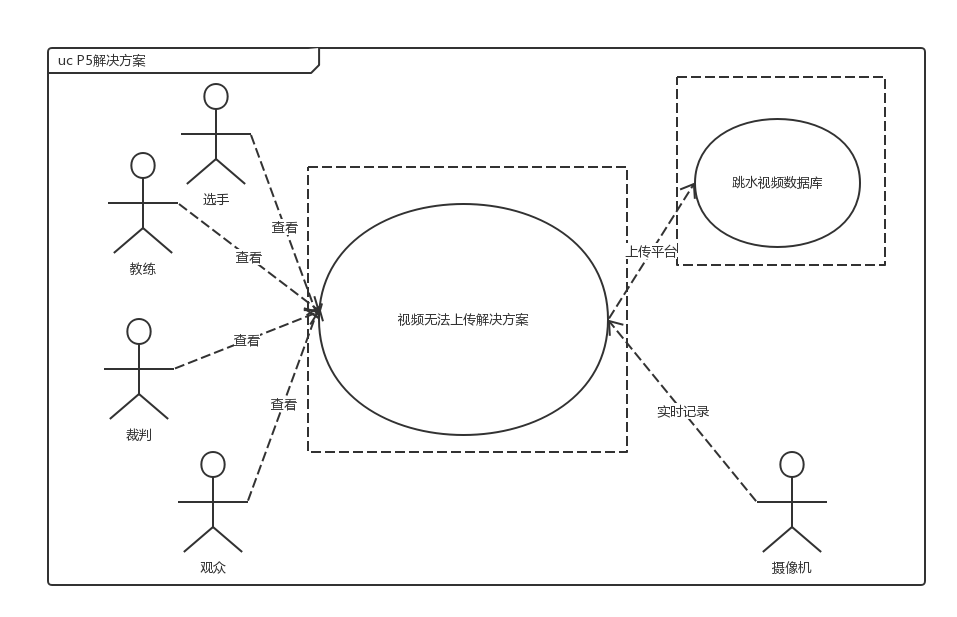 uc P5解决方案
选手
教练
查看
查看
查看
查看
裁判
观众
视频无法上传解决方案
上传平台
跳水视频数据库
实时记录
摄像机